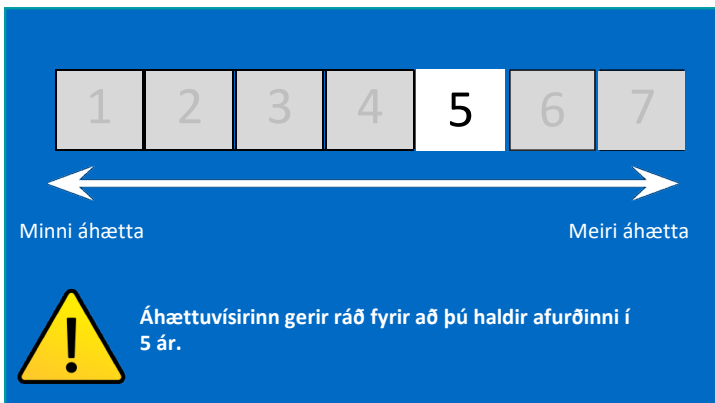 1 2 3 4 5 6 7
Minni áhætta Meiri áhætta
Áhættuvísirinn gerir ráð fyrir að þú haldir afurðinni í
5 ár.